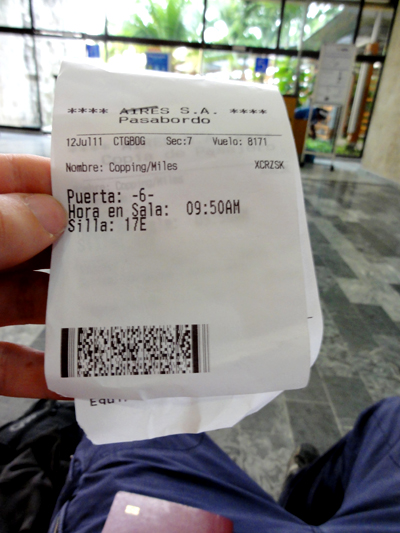 **** AIRES S.A. ****
Pasabordo
12Jul11 CTGBOG Sec:7 Vuelo: 8171
Nombre: Copping/Miles XCRZSK
Puerta: -6-
Hora en Sala: 09:50AM
Silla: 17E